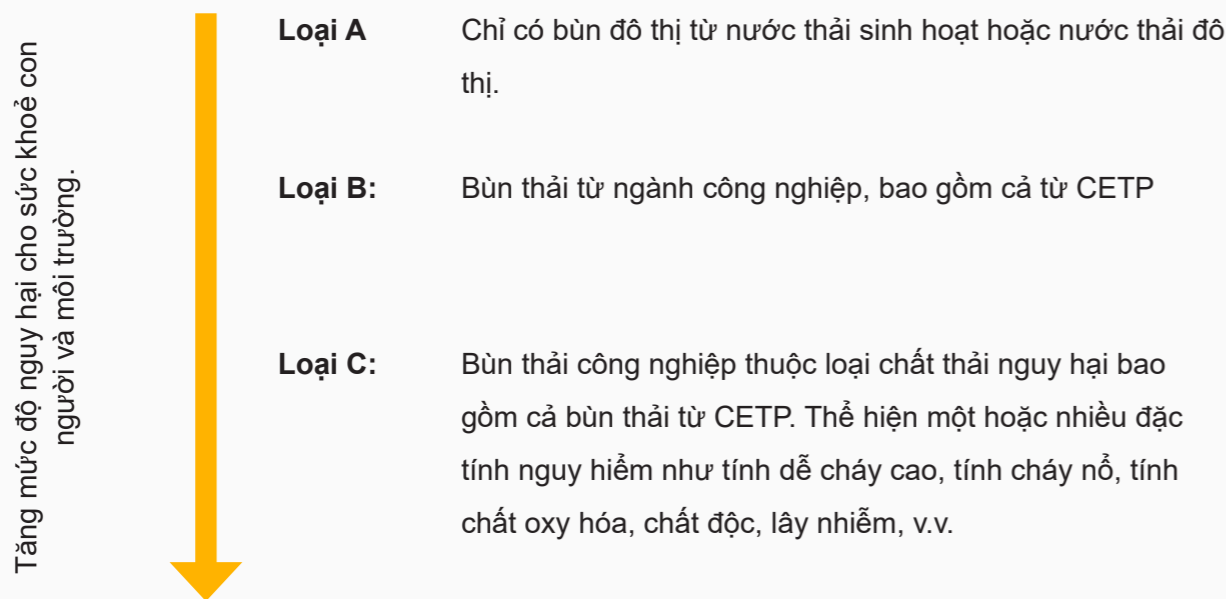 Tăng mức độ nguy hại cho sức khoẻ con
người và môi trường.
Loại A Chỉ có bùn đô thị từ nước thải sinh hoạt hoặc nước thải đô
thị.
Loại B: Bùn thải từ ngành công nghiệp, bao gồm cả từ CETP
Loại C: Bùn thải công nghiệp thuộc loại chất thải nguy hại bao
gồm cả bùn thải từ CETP. Thể hiện một hoặc nhiều đặc
tính nguy hiểm như tính dễ cháy cao, tính cháy nổ, tính
chất oxy hóa, chất độc, lây nhiễm, v.v.